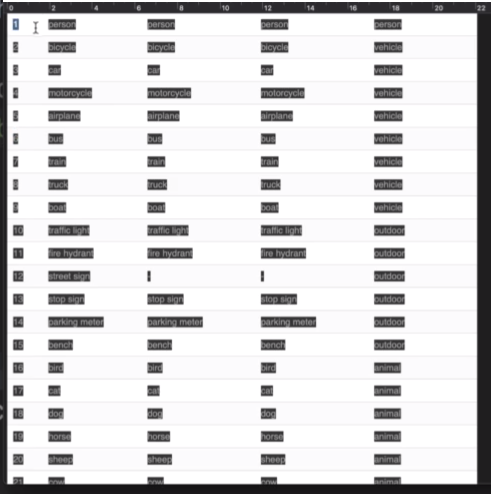 0 2 4 6 8 10 12 14 16 18 20 22
1 person person person person
2 bicycle bicycle bicycle vehicle
3 car car car vehicle
4 motorcycle motorcycle motorcycle vehicle
5 airplane airplane airplane vehicle
6 bus bus bus vehicle
7 train train train vehicle
8 truck truck truck vehicle
9 boat boat boat vehicle
10 traffic light traffic light traffic light outdoor
11 fire hydrant fire hydrant fire hydrant outdoor
12 street sign - - outdoor
13 stop sign stop sign stop sign outdoor
14 parking meter parking meter parking meter outdoor
15 bench bench bench outdoor
16 bird bird bird animal
17 cat cat cat animal
18 dog dog dog animal
19 horse horse horse animal
20 sheep sheep sheep animal
21 cow cow cow animal